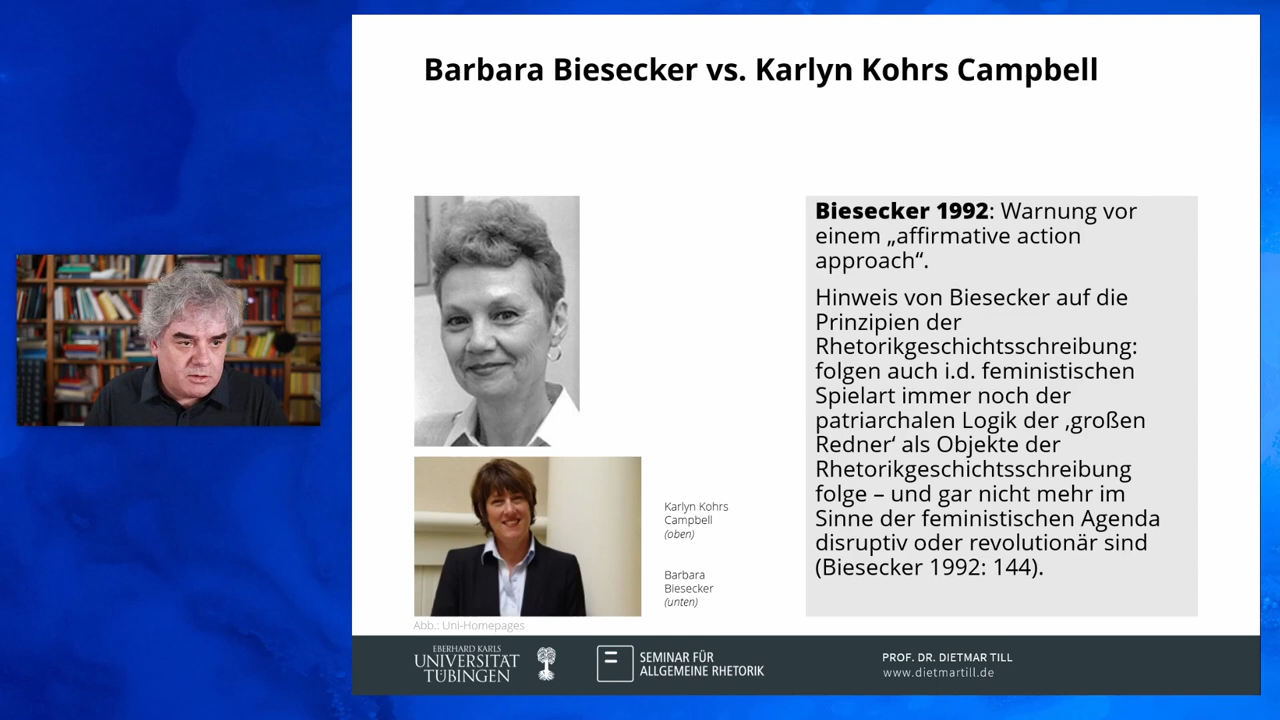 Barbara Biesecker vs. Karlyn Kohrs Campbell
Biesecker 1992: Warnung vor
einem „affirmative action
approach“.
Hinweis von Biesecker auf die
Prinzipien der
Rhetorikgeschichtsschreibung:
folgen auch i.d. feministischen
Spielart immer noch der
patriarchalen Logik der ‚großen
Redner‘ als Objekte der
Rhetorikgeschichtsschreibung
folge – und gar nicht mehr im
Sinne der feministischen Agenda
disruptiv oder revolutionär sind
(Biesecker 1992: 144).
Karlyn Kohrs
Campbell
(oben)
Barbara
Biesecker
(unten)
Abb.: Uni-Homepages
EBERHARD KARLS
UNIVERSITÄT
TÜBINGEN
SEMINAR FÜR
ALLGEMEINE RHETORIK
PROF. DR. DIETMAR TILL
www.dietmartill.de